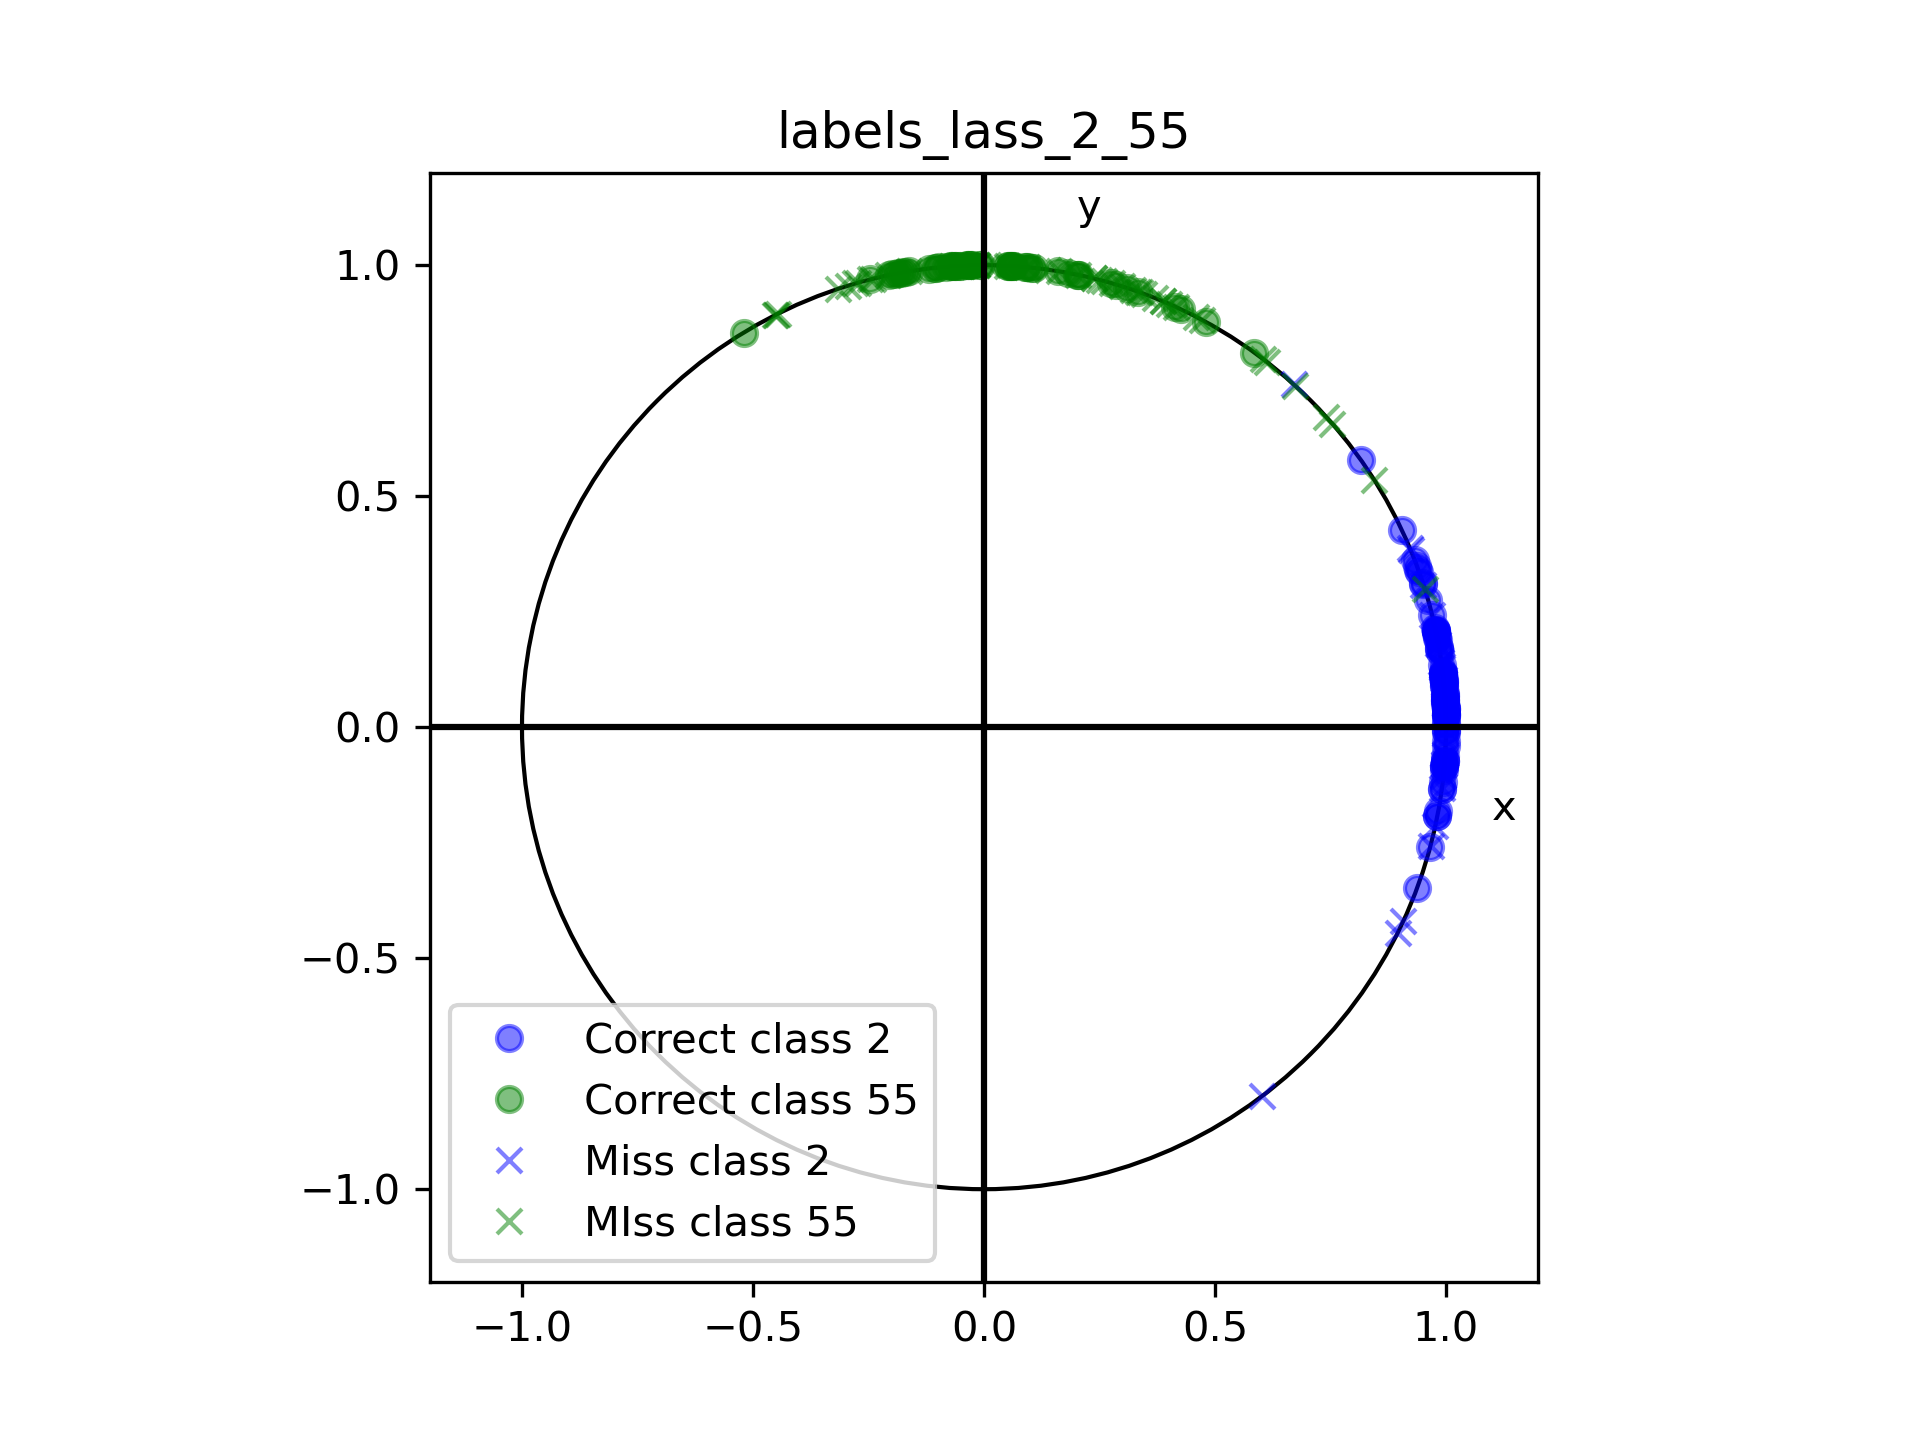 labels_lass_2_55
y
x
1.0
0.5
0.0
−0.5
−1.0
−1.0 −0.5 0.0 0.5 1.0
Correct class 2
Correct class 55
Miss class 2
MIss class 55